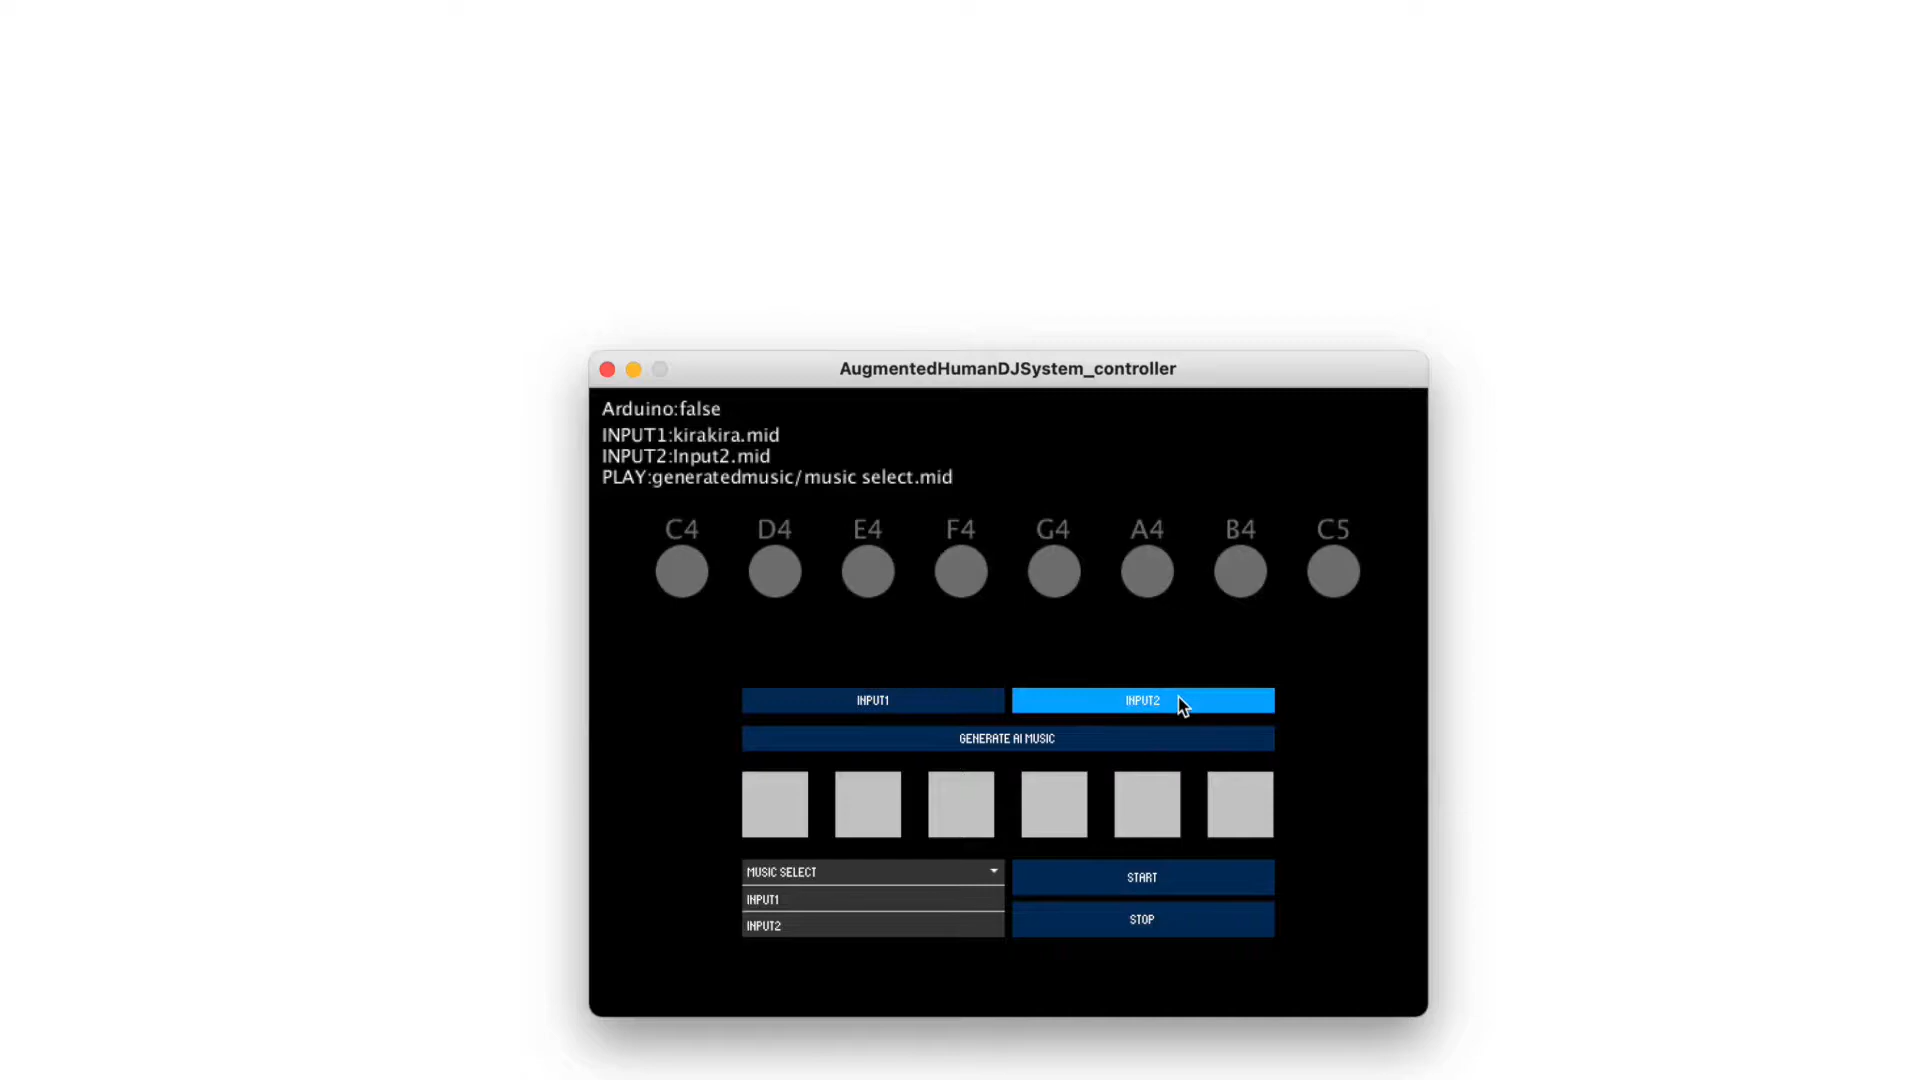 AugmentedHumanDJSystem_controller
Arduino:false
INPUT1:kirakira.mid
INPUT2:Input2.mid
PLAY:generatedmusic/music select.mid
C4 D4 E4 F4 G4 A4 B4 C5
INPUT1 INPUT2
GENERATE AI MUSIC
MUSIC SELECT
INPUT1
INPUT2
START
STOP